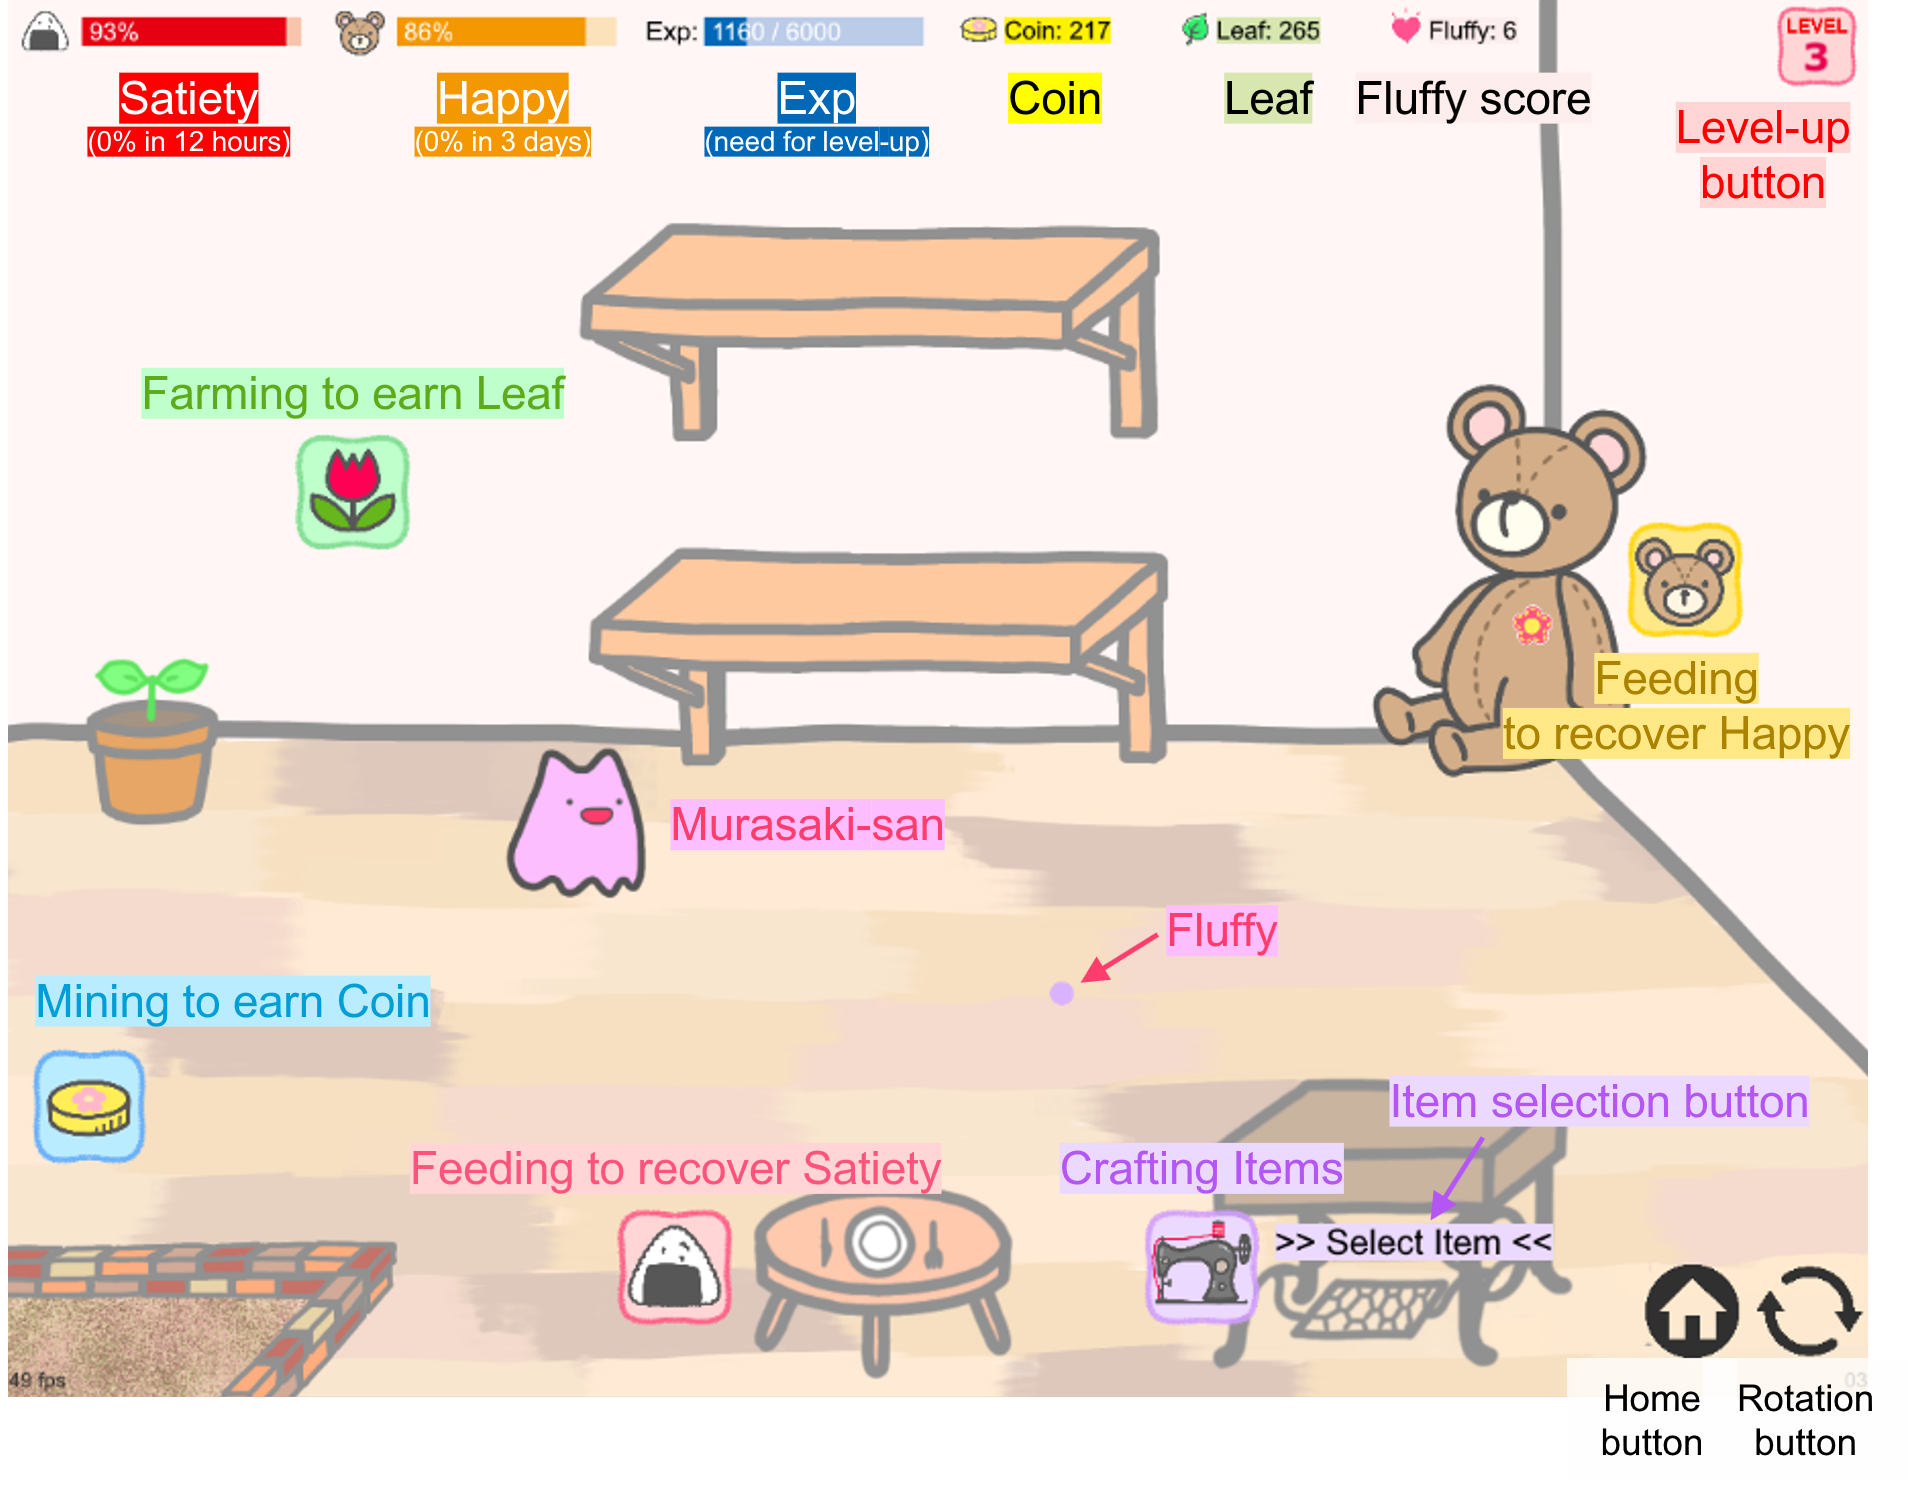 93%
86%
Exp: 1160 / 6000
Coin: 217
Leaf: 265
Fluffy: 6
LEVEL
3
Satiety
(0% in 12 hours)
Happy
(0% in 3 days)
Exp
(need for level-up)
Coin
Leaf
Fluffy score
Level-up
button
Farming to earn Leaf
Feeding
to recover Happy
Murasaki-san
Fluffy
Mining to earn Coin
Item selection button
Feeding to recover Satiety
Crafting Items
>> Select Item <<
49 fps
03
Home
button
Rotation
button